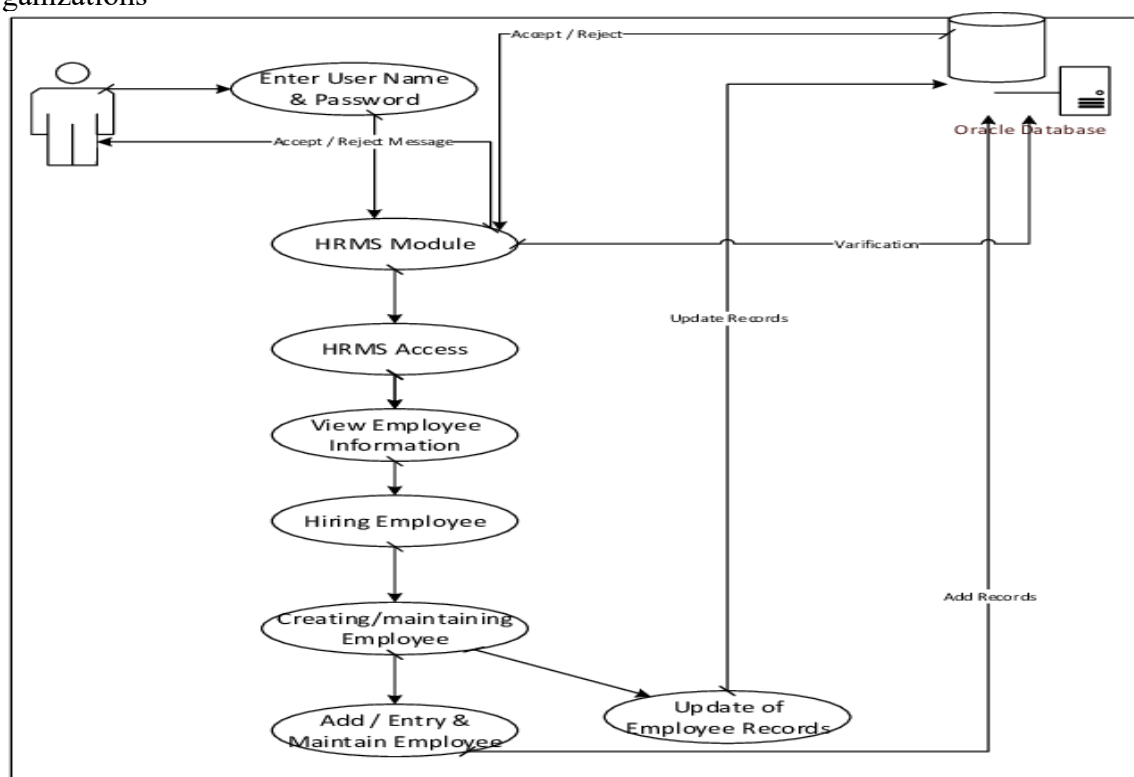 ganizations
Accept / Reject
Enter User Name
& Password
Oracle Database
Accept / Reject Message
HRMS Module
Varification
Update Records
HRMS Access
View Employee
Information
Hiring Employee
Add Records
Creating/maintaining
Employee
Update of
Employee Records
Add / Entry &
Maintain Employee